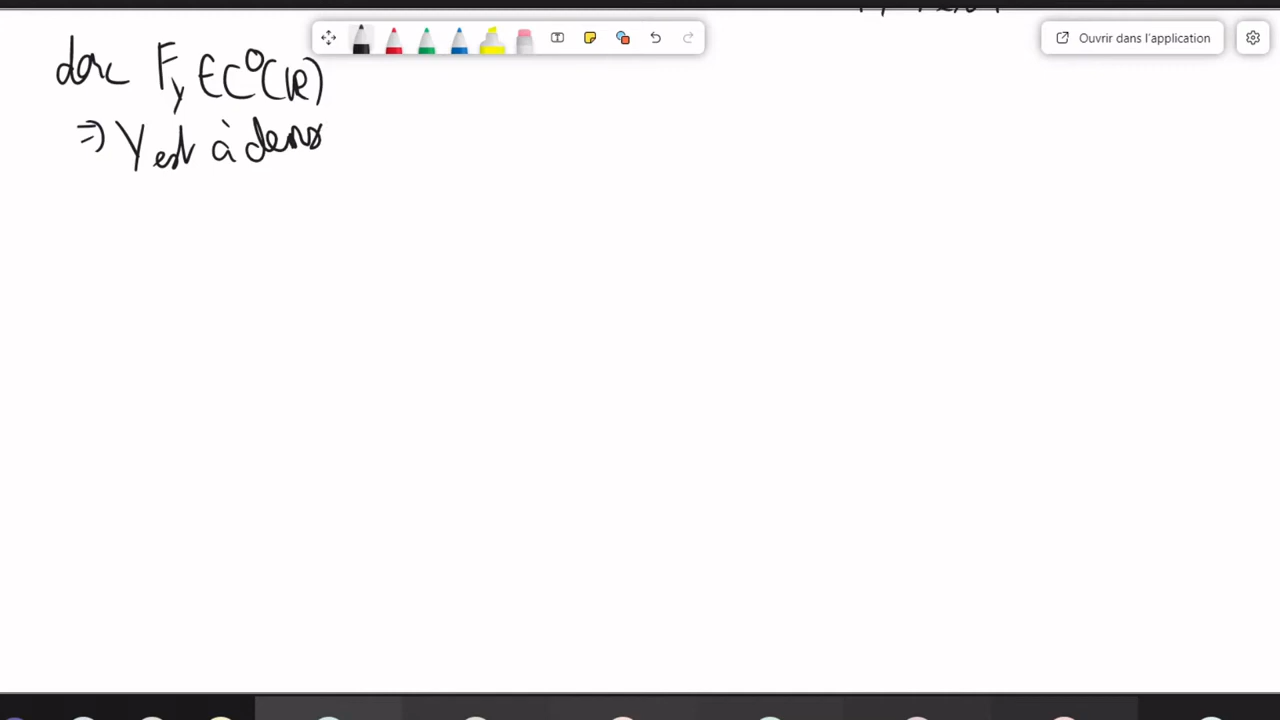 donc F_Y ∈ C⁰(ℝ)
⇒ Y est à dens
Ouvrir dans l'application